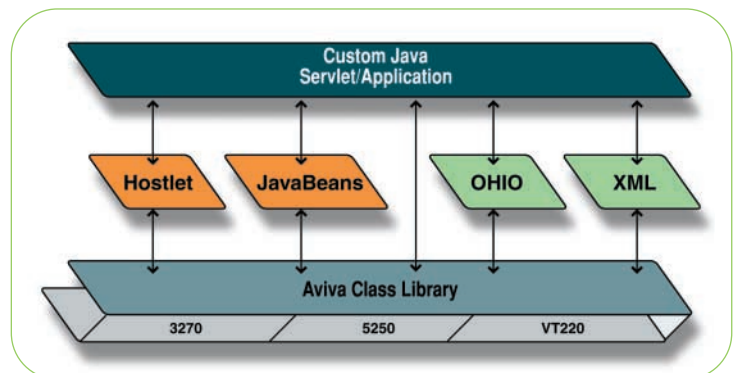 Custom Java
Servlet/Application
Hostlet
JavaBeans
OHIO
XML
Aviva Class Library
3270
5250
VT220